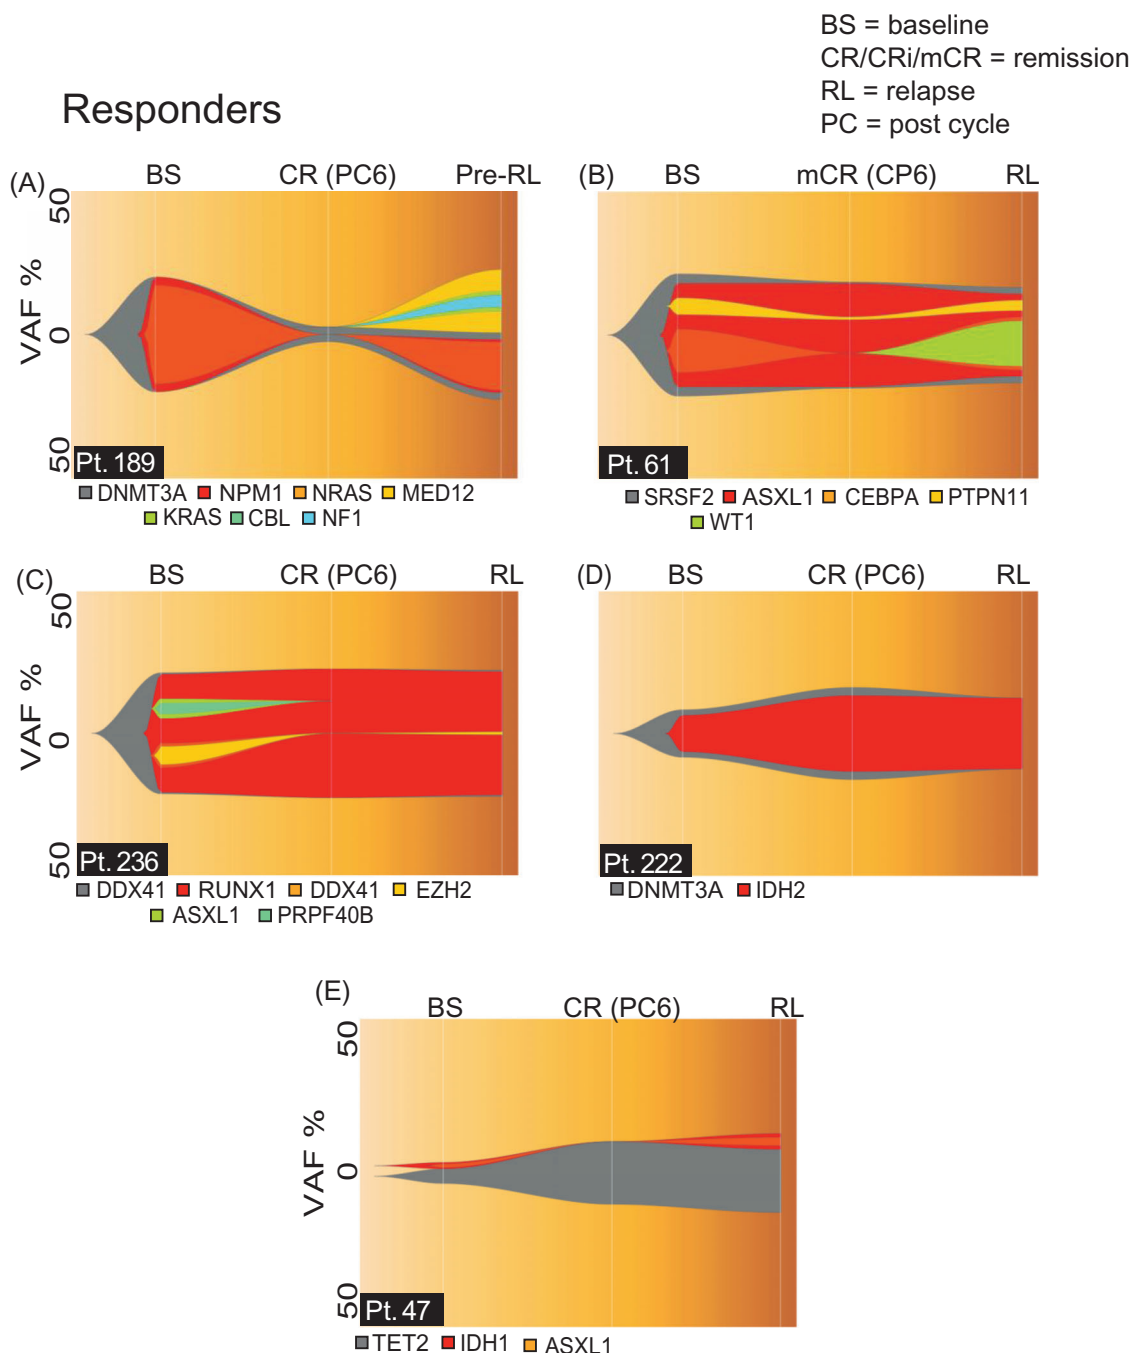 BS = baseline
CR/CRi/mCR = remission
RL = relapse
PC = post cycle
Responders
(A) BS CR (PC6) Pre-RL
50
VAF %
0
50
Pt. 189
DNMT3A NPM1 NRAS MED12
KRAS CBL NF1
(B) BS mCR (CP6) RL
Pt. 61
SRSF2 ASXL1 CEBPA PTPN11
WT1
(C) BS CR (PC6) RL
50
VAF %
0
50
Pt. 236
DDX41 RUNX1 DDX41 EZH2
ASXL1 PRPF40B
(D) BS CR (PC6) RL
Pt. 222
DNMT3A IDH2
(E) BS CR (PC6) RL
50
VAF %
0
50
Pt. 47
TET2 IDH1 ASXL1